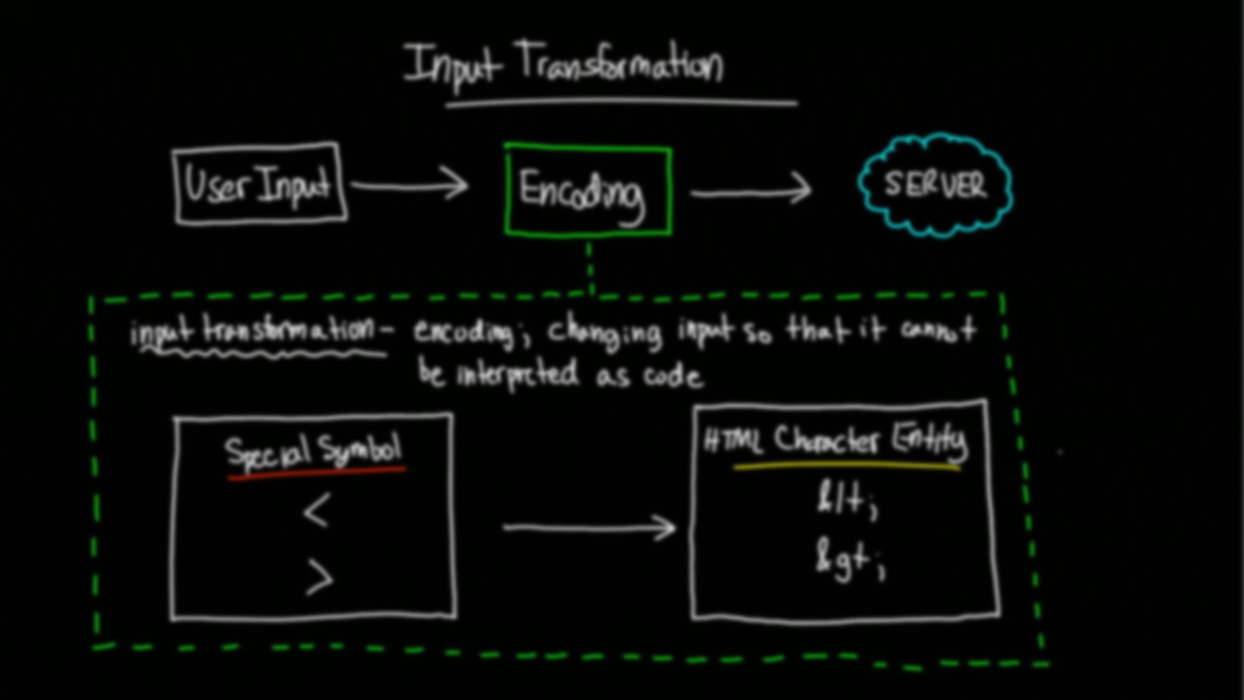 Input Transformation
User Input
Encoding
SERVER
input transformation - encoding; changing input so that it cannot
be interpreted as code
Special Symbol
<
>
HTML Character Entity
&lt;
&gt;